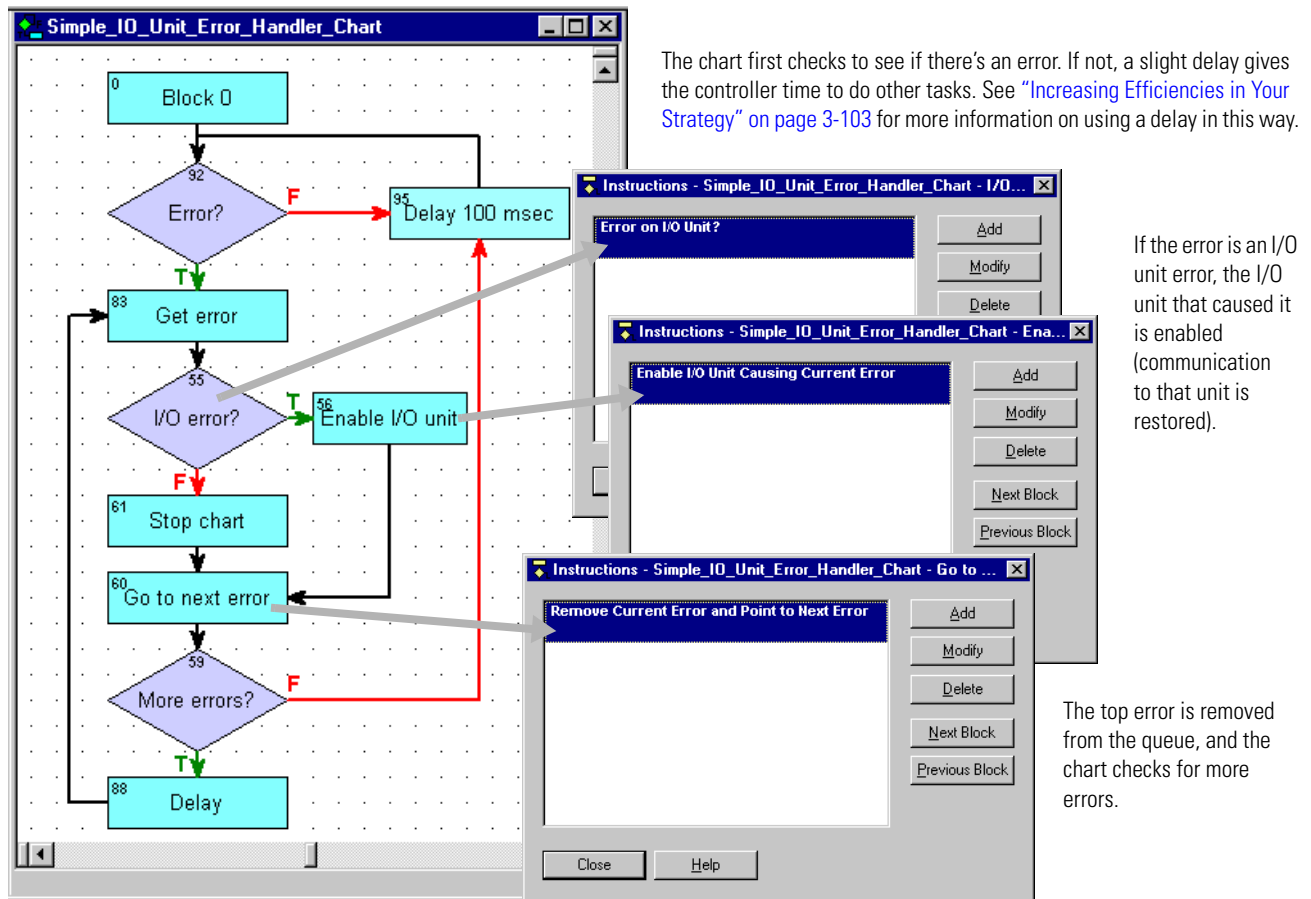 Simple_IO_Unit_Error_Handler_Chart
0
Block 0
92
Error?
F
T
95
Delay 100 msec
83
Get error
55
I/O error?
T
F
56
Enable I/O unit
61
Stop chart
60
Go to next error
59
More errors?
F
T
88
Delay
The chart first checks to see if there's an error. If not, a slight delay gives
the controller time to do other tasks. See "Increasing Efficiencies in Your
Strategy" on page 3-103 for more information on using a delay in this way.
Instructions - Simple_IO_Unit_Error_Handler_Chart - I/O...
Error on I/O Unit?
Add
Modify
Delete
If the error is an I/O
unit error, the I/O
unit that caused it
is enabled
(communication
to that unit is
restored).
Instructions - Simple_IO_Unit_Error_Handler_Chart - Ena...
Enable I/O Unit Causing Current Error
Add
Modify
Delete
Next Block
Previous Block
Instructions - Simple_IO_Unit_Error_Handler_Chart - Go to ...
Remove Current Error and Point to Next Error
Add
Modify
Delete
Next Block
Previous Block
Close
Help
The top error is removed
from the queue, and the
chart checks for more
errors.